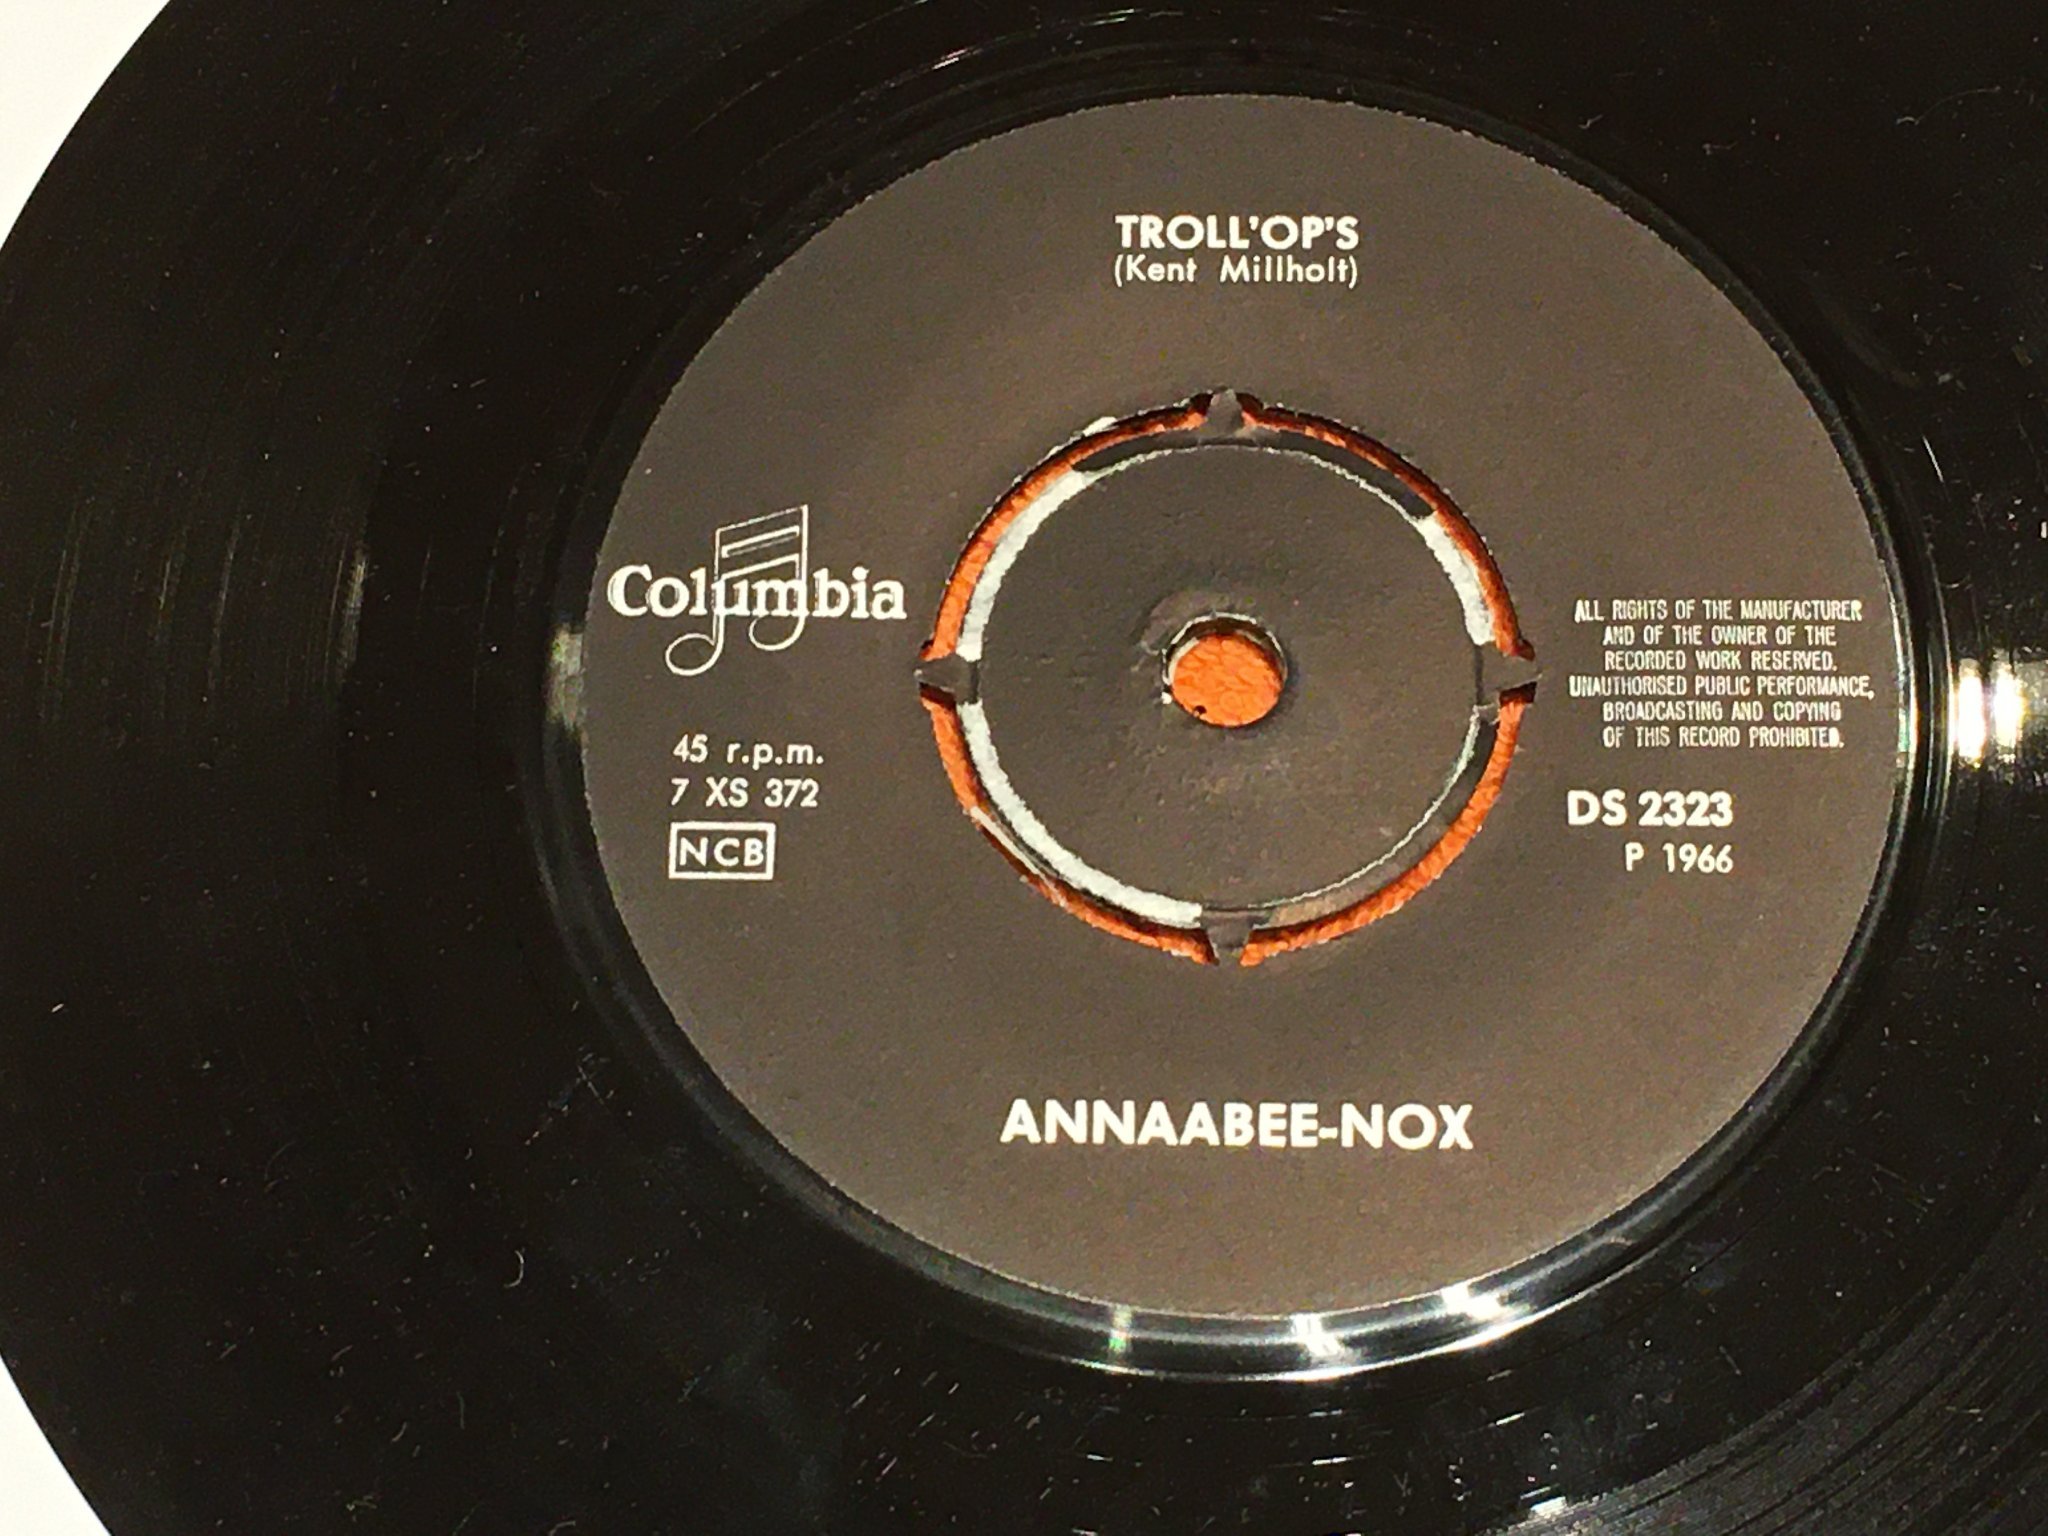 TROLL'OP'S
(Kent Millholt)
Columbia
45 r.p.m.
7 XS 372
NCB
ALL RIGHTS OF THE MANUFACTURER
AND OF THE OWNER OF THE
RECORDED WORK RESERVED.
UNAUTHORISED PUBLIC PERFORMANCE,
BROADCASTING AND COPYING
OF THIS RECORD PROHIBITED.
DS 2323
P 1966
ANNAABEE-NOX